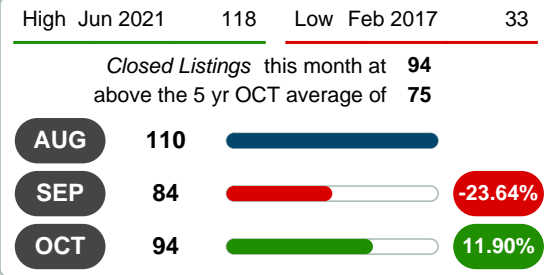 High Jun 2021 118 Low Feb 2017 33
Closed Listings this month at 94
above the 5 yr OCT average of 75
AUG 110
SEP 84 -23.64%
OCT 94 11.90%